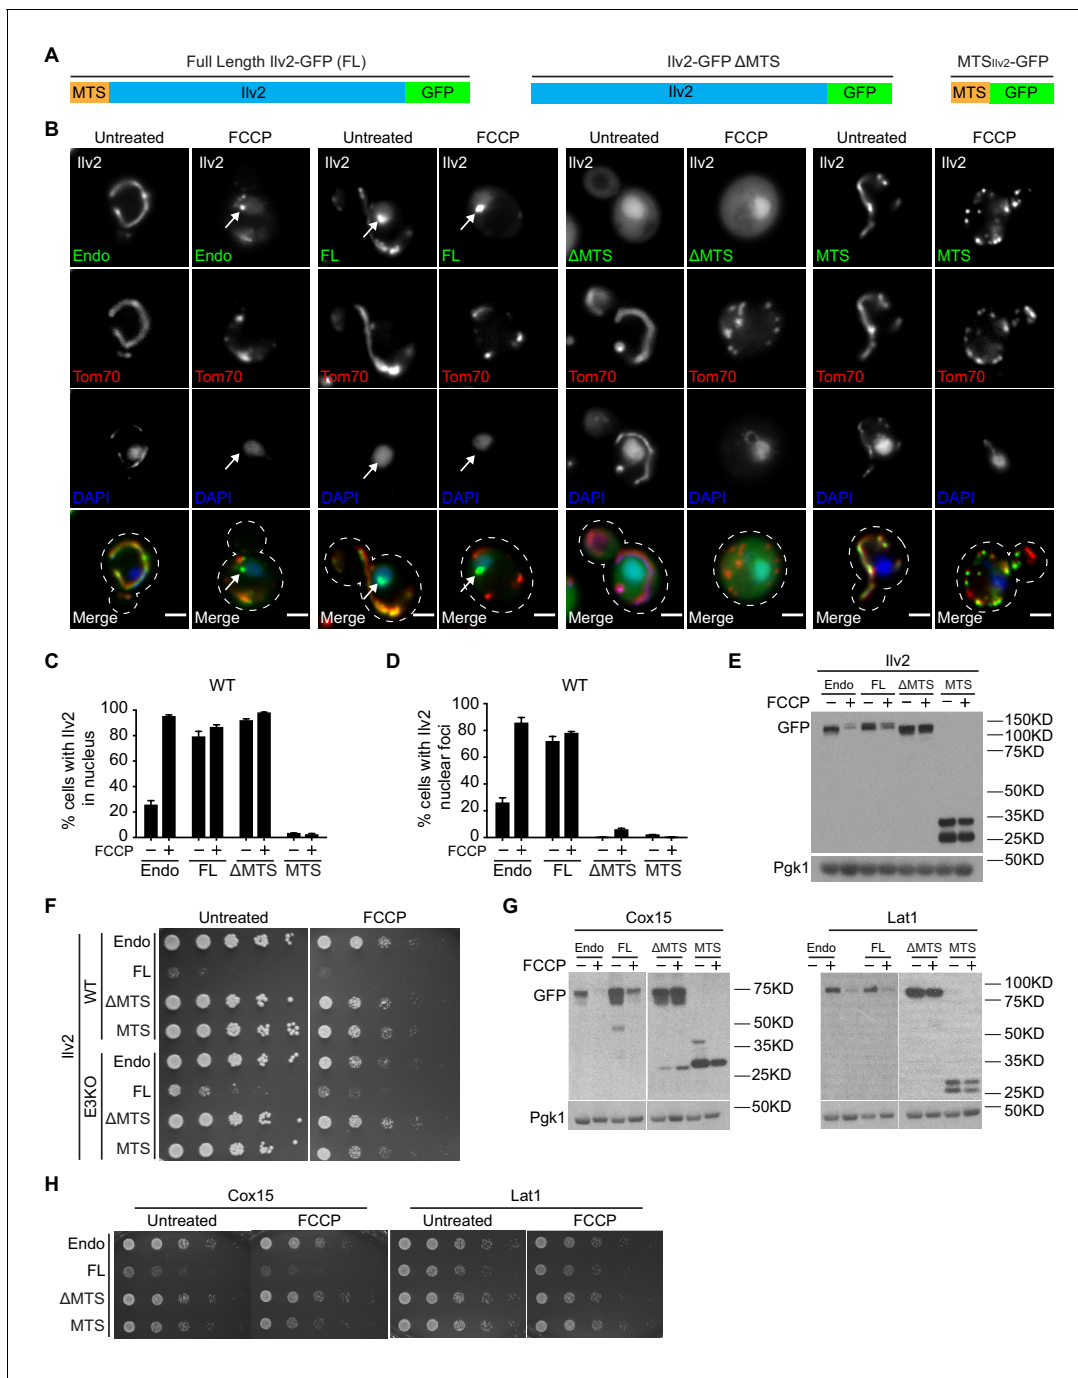 A
Full Length Ilv2-GFP (FL)
Ilv2-GFP ΔMTS
MTSIlv2-GFP
MTS Ilv2 GFP
Ilv2 GFP
MTS GFP
B
Untreated FCCP Untreated FCCP Untreated FCCP Untreated FCCP
Ilv2 Ilv2 Ilv2 Ilv2 Ilv2 Ilv2 Ilv2 Ilv2
Endo Endo FL FL ΔMTS ΔMTS MTS MTS
Tom70 Tom70 Tom70 Tom70 Tom70 Tom70 Tom70 Tom70
DAPI DAPI DAPI DAPI DAPI DAPI DAPI DAPI
Merge Merge Merge Merge Merge Merge Merge Merge
C
WT
% cells with Ilv2
in nucleus
100
80
60
40
20
0
FCCP − + − + − + − +
Endo FL ΔMTS MTS
D
WT
% cells with Ilv2
nuclear foci
100
80
60
40
20
0
FCCP − + − + − + − +
Endo FL ΔMTS MTS
E
Ilv2
Endo FL ΔMTS MTS
FCCP − + − + − + − +
GFP
150KD
100KD
75KD
50KD
35KD
25KD
50KD
Pgk1
F
Untreated FCCP
Ilv2
WT
Endo
FL
ΔMTS
MTS
E3KO
Endo
FL
ΔMTS
MTS
G
Cox15
Endo FL ΔMTS MTS
FCCP − + − + − + − +
GFP
75KD
50KD
35KD
25KD
50KD
Pgk1
Lat1
Endo FL ΔMTS MTS
− + − + − + − +
100KD
75KD
50KD
35KD
25KD
50KD
H
Cox15 Lat1
Untreated FCCP Untreated FCCP
Endo
FL
ΔMTS
MTS